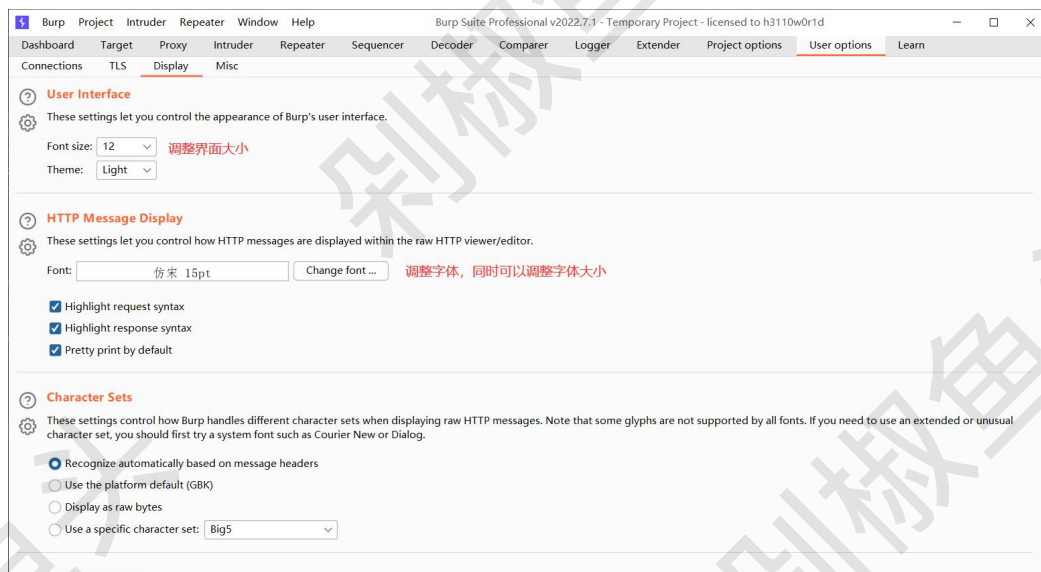 Burp Project Intruder Repeater Window Help Burp Suite Professional v2022.7.1 - Temporary Project - licensed to h3110w0r1d
Dashboard Target Proxy Intruder Repeater Sequencer Decoder Comparer Logger Extender Project options User options Learn
Connections TLS Display Misc
User Interface
These settings let you control the appearance of Burp's user interface.
Font size: 12 调整界面大小
Theme: Light
HTTP Message Display
These settings let you control how HTTP messages are displayed within the raw HTTP viewer/editor.
Font: 仿宋 15pt Change font ... 调整字体，同时可以调整字体大小
Highlight request syntax
Highlight response syntax
Pretty print by default
Character Sets
These settings control how Burp handles different character sets when displaying raw HTTP messages. Note that some glyphs are not supported by all fonts. If you need to use an extended or unusual
character set, you should first try a system font such as Courier New or Dialog.
Recognize automatically based on message headers
Use the platform default (GBK)
Display as raw bytes
Use a specific character set: Big5
剁椒鱼
椒鱼
头